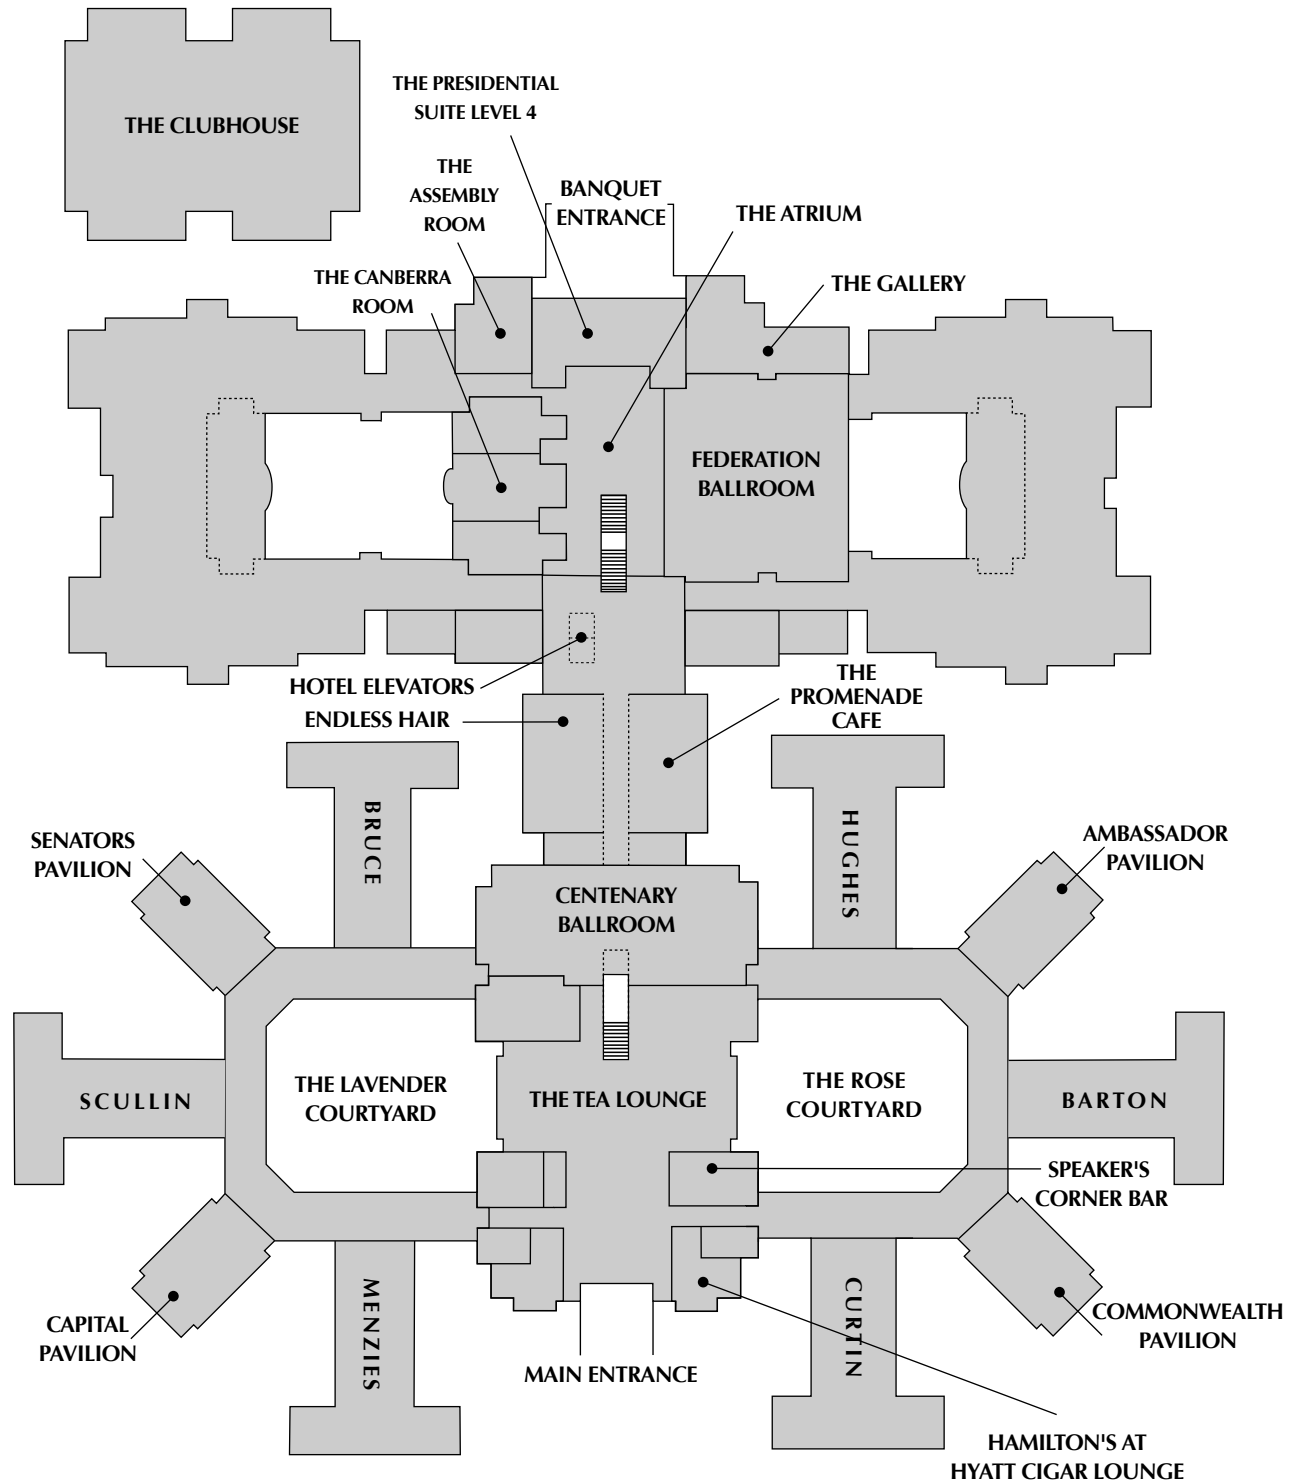 THE CLUBHOUSE
THE PRESIDENTIAL
SUITE LEVEL 4
THE
ASSEMBLY
ROOM
BANQUET
ENTRANCE
THE ATRIUM
THE CANBERRA
ROOM
THE GALLERY
FEDERATION
BALLROOM
HOTEL ELEVATORS
ENDLESS HAIR
THE
PROMENADE
CAFE
BRUCE
HUGHES
SENATORS
PAVILION
AMBASSADOR
PAVILION
CENTENARY
BALLROOM
SCULLIN
THE LAVENDER
COURTYARD
THE TEA LOUNGE
THE ROSE
COURTYARD
BARTON
SPEAKER'S
CORNER BAR
CAPITAL
PAVILION
MENZIES
MAIN ENTRANCE
CURTIN
COMMONWEALTH
PAVILION
HAMILTON'S AT
HYATT CIGAR LOUNGE